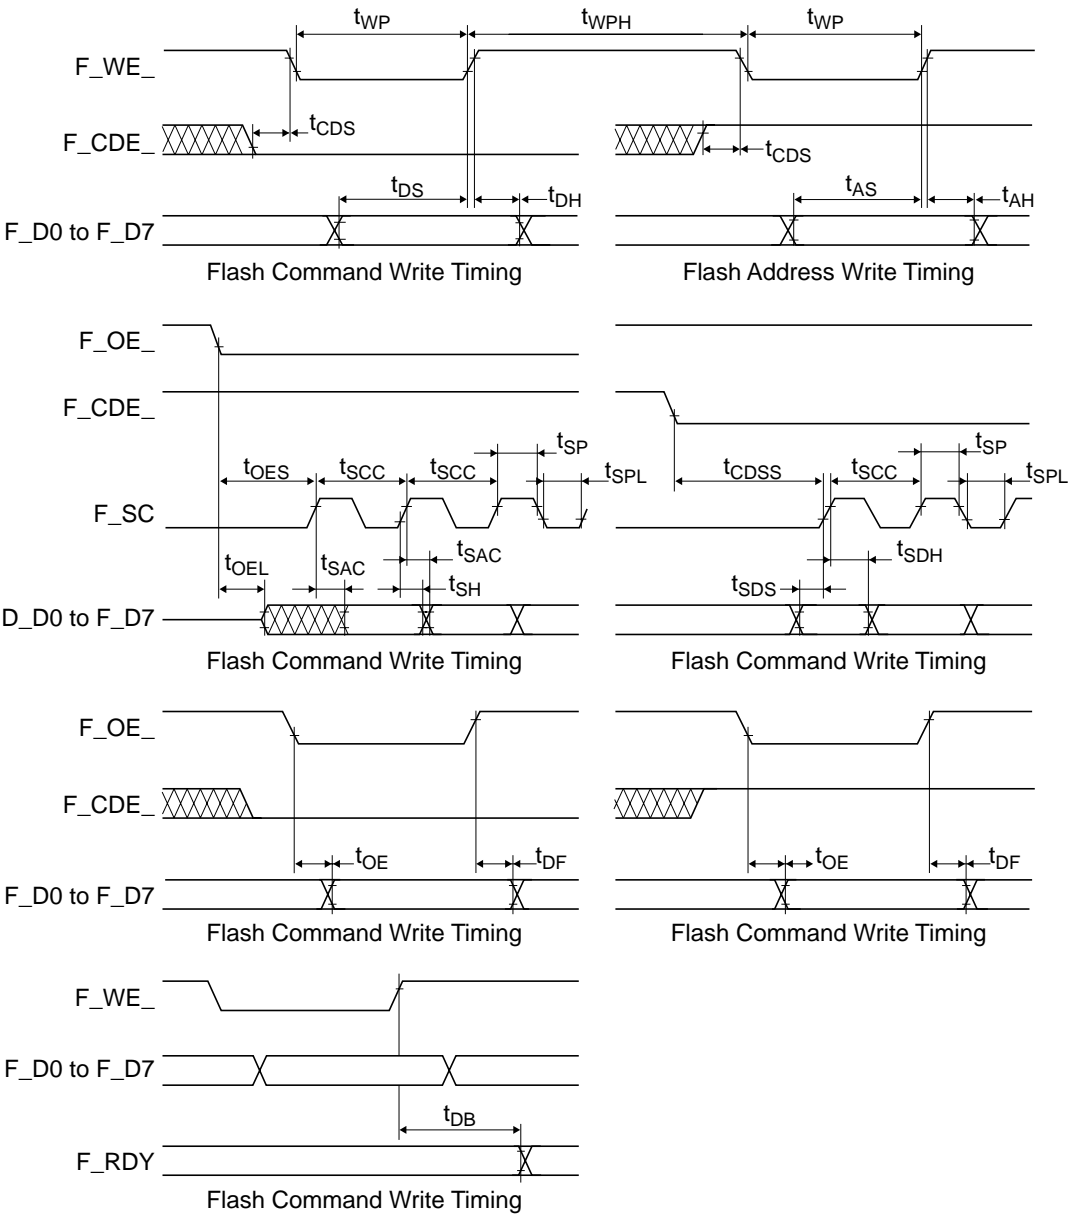 tWP tWPH tWP
F_WE_
tCDS
F_CDE_
tCDS
tDS tDH tAS tAH
F_D0 to F_D7
Flash Command Write Timing Flash Address Write Timing
F_OE_
F_CDE_
tSP tSP
tOES tSCC tSCC tSPL tCDSS tSCC tSPL
F_SC
tOEL tSAC tSAC tSDH
tSH tSDS
D_D0 to F_D7
Flash Command Write Timing Flash Command Write Timing
F_OE_
F_CDE_
tOE tDF tOE tDF
F_D0 to F_D7
Flash Command Write Timing Flash Command Write Timing
F_WE_
F_D0 to F_D7
tDB
F_RDY
Flash Command Write Timing